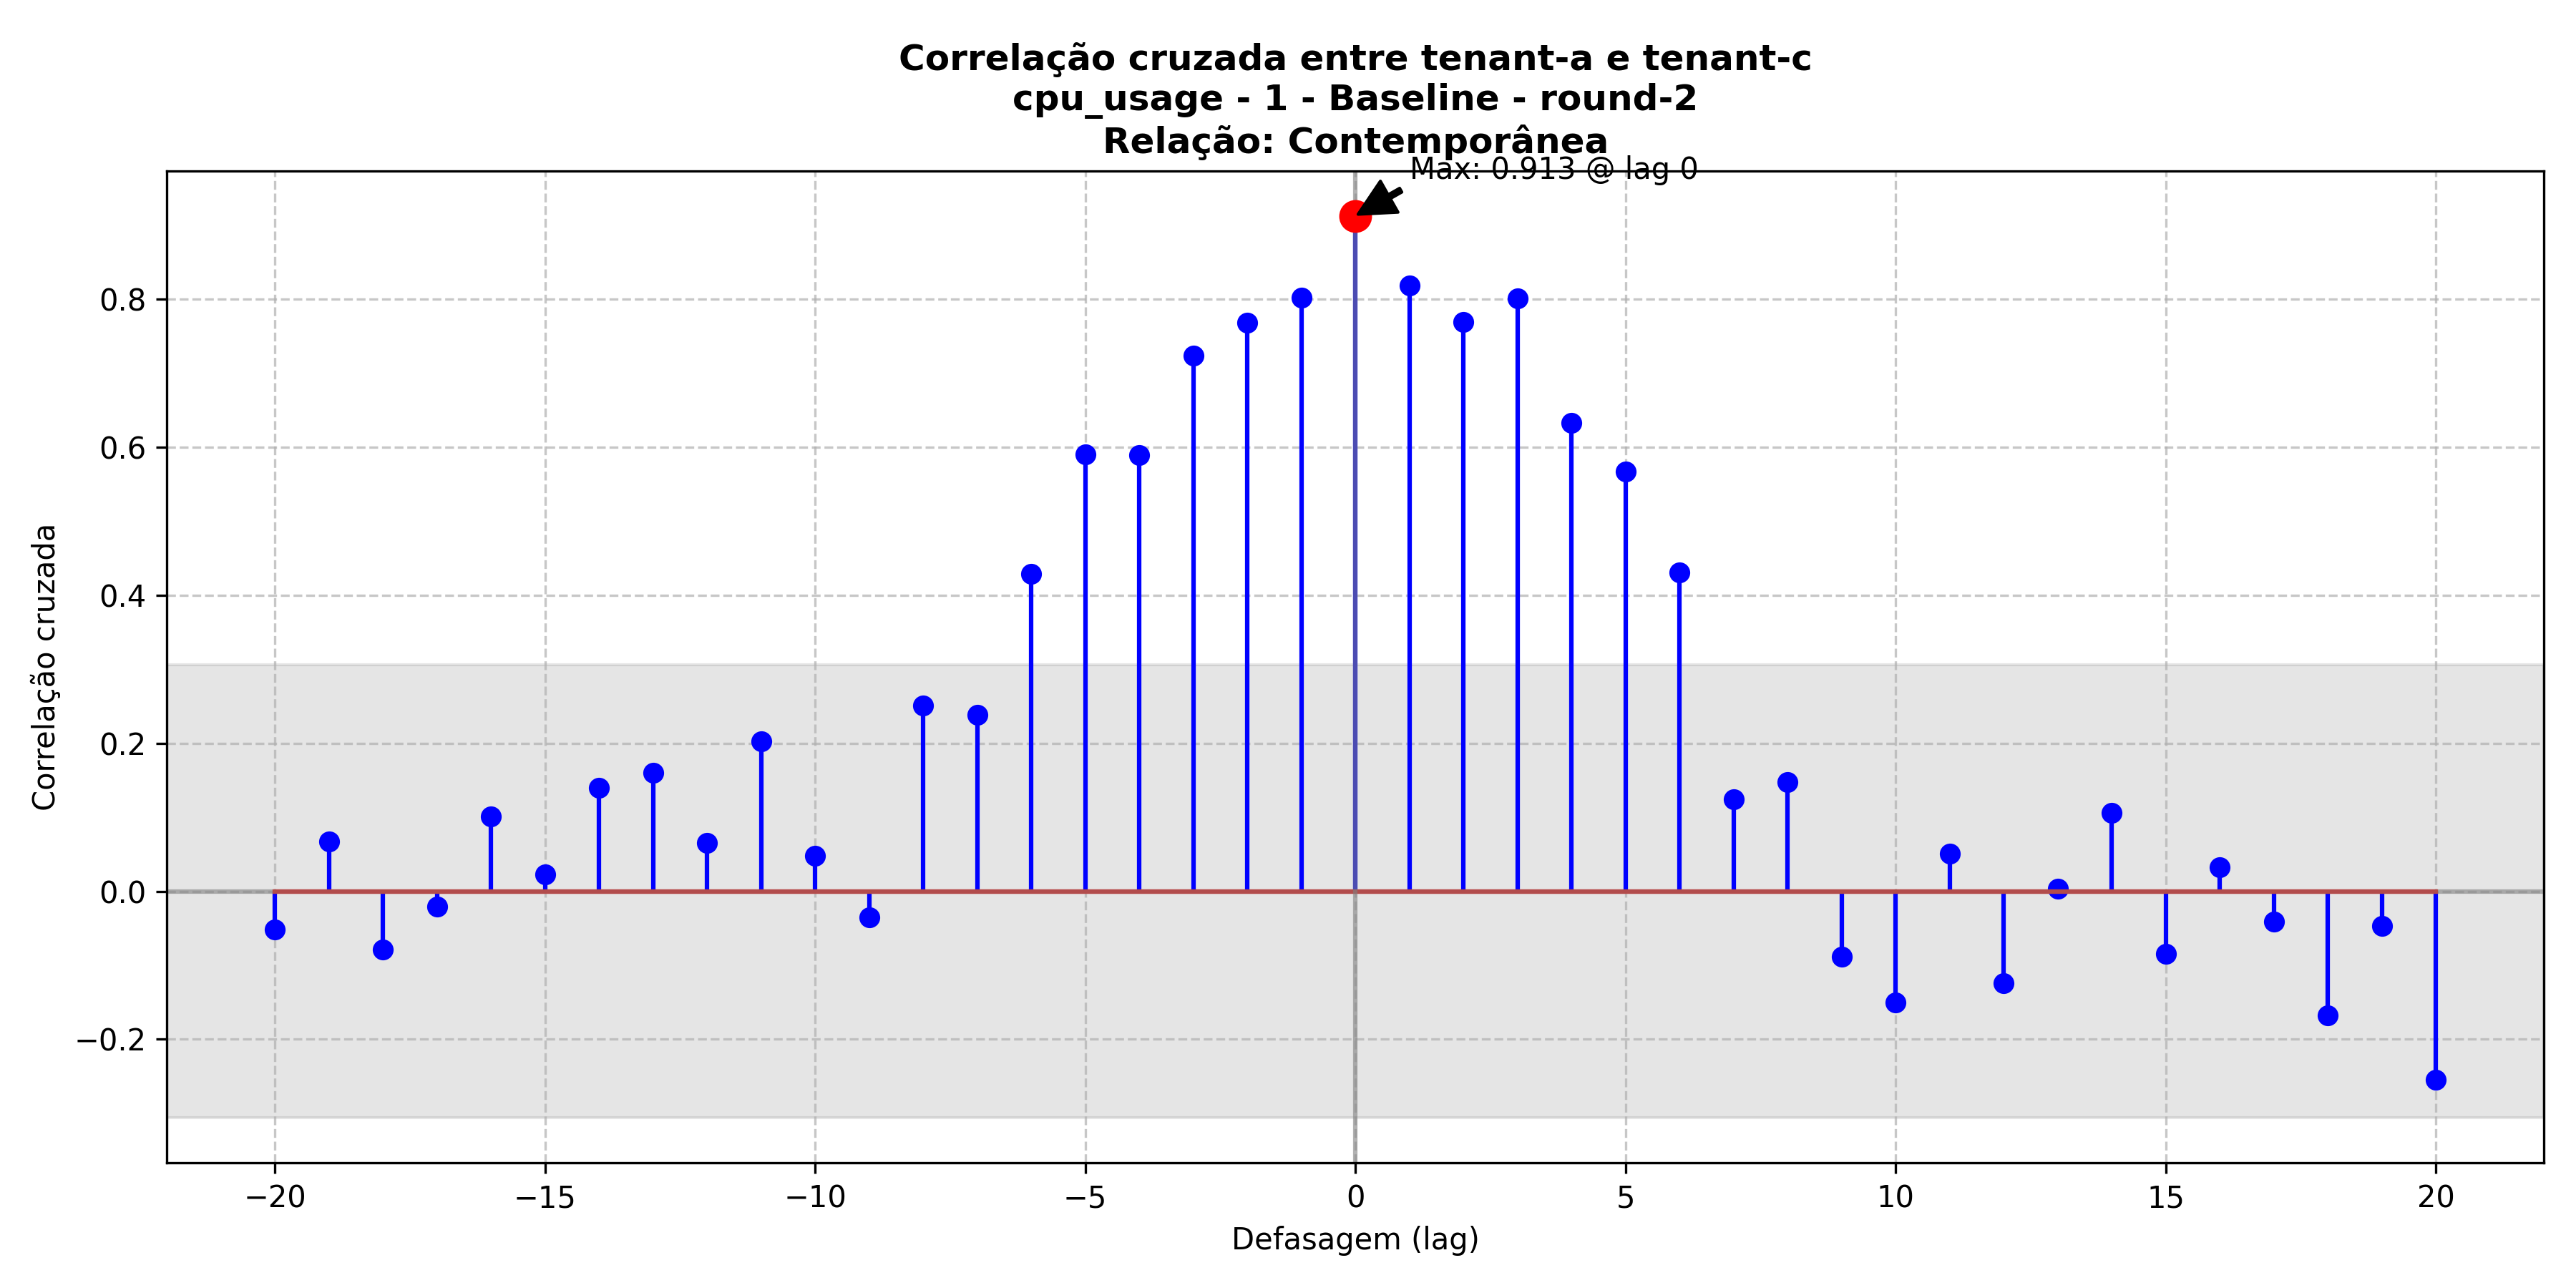 Correlação cruzada entre tenant-a e tenant-c
cpu_usage - 1 - Baseline - round-2
Relação: Contemporânea
Max: 0.913 @ lag 0
0.8
0.6
0.4
0.2
0.0
−0.2
Correlação cruzada
−20
−15
−10
−5
0
5
10
15
20
Defasagem (lag)